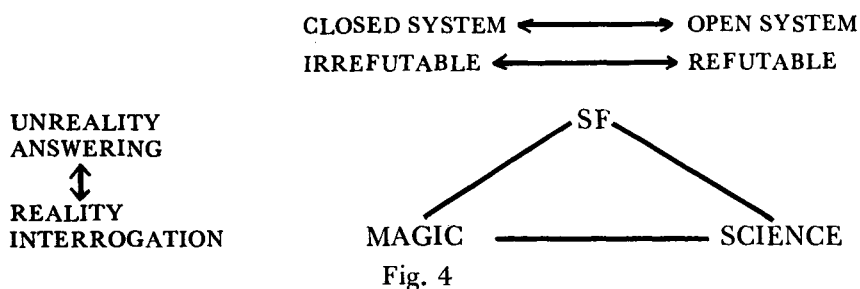 CLOSED SYSTEM OPEN SYSTEM
IRREFUTABLE REFUTABLE
UNREALITY
ANSWERING
SF
REALITY
INTERROGATION
MAGIC SCIENCE
Fig. 4